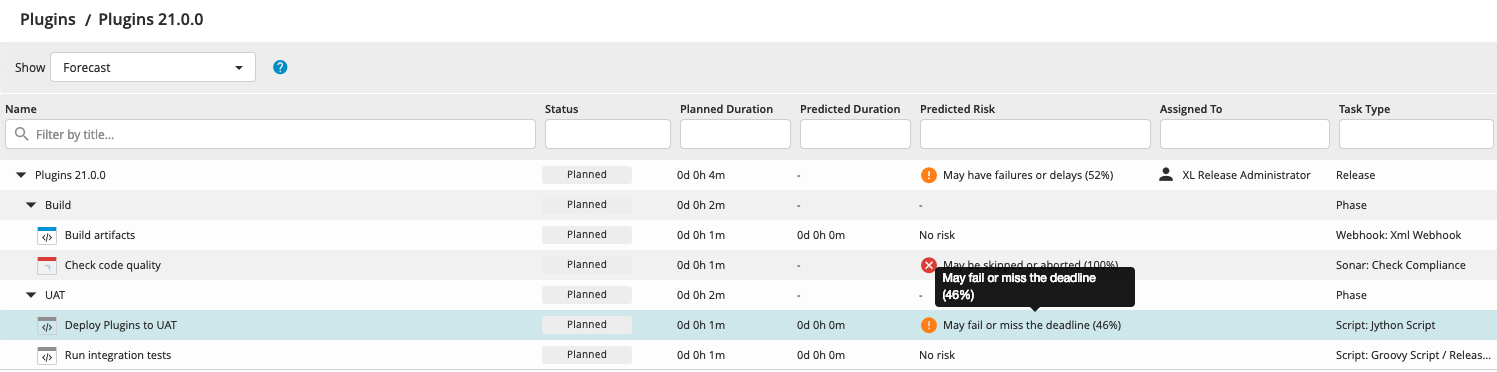 Plugins / Plugins 21.0.0
Show Forecast ?
Name Status Planned Duration Predicted Duration Predicted Risk Assigned To Task Type
Filter by title...
Plugins 21.0.0 Planned 0d 0h 4m - May have failures or delays (52%) XL Release Administrator Release
Build Planned 0d 0h 2m - - Phase
Build artifacts Planned 0d 0h 1m 0d 0h 0m No risk Webhook: Xml Webhook
Check code quality Planned 0d 0h 1m - May be skipped or aborted (100%) Sonar: Check Compliance
May fail or miss the deadline
(46%)
UAT Planned 0d 0h 2m - - Phase
Deploy Plugins to UAT Planned 0d 0h 1m 0d 0h 0m May fail or miss the deadline (46%) Script: Jython Script
Run integration tests Planned 0d 0h 1m 0d 0h 0m No risk Script: Groovy Script / Releas...